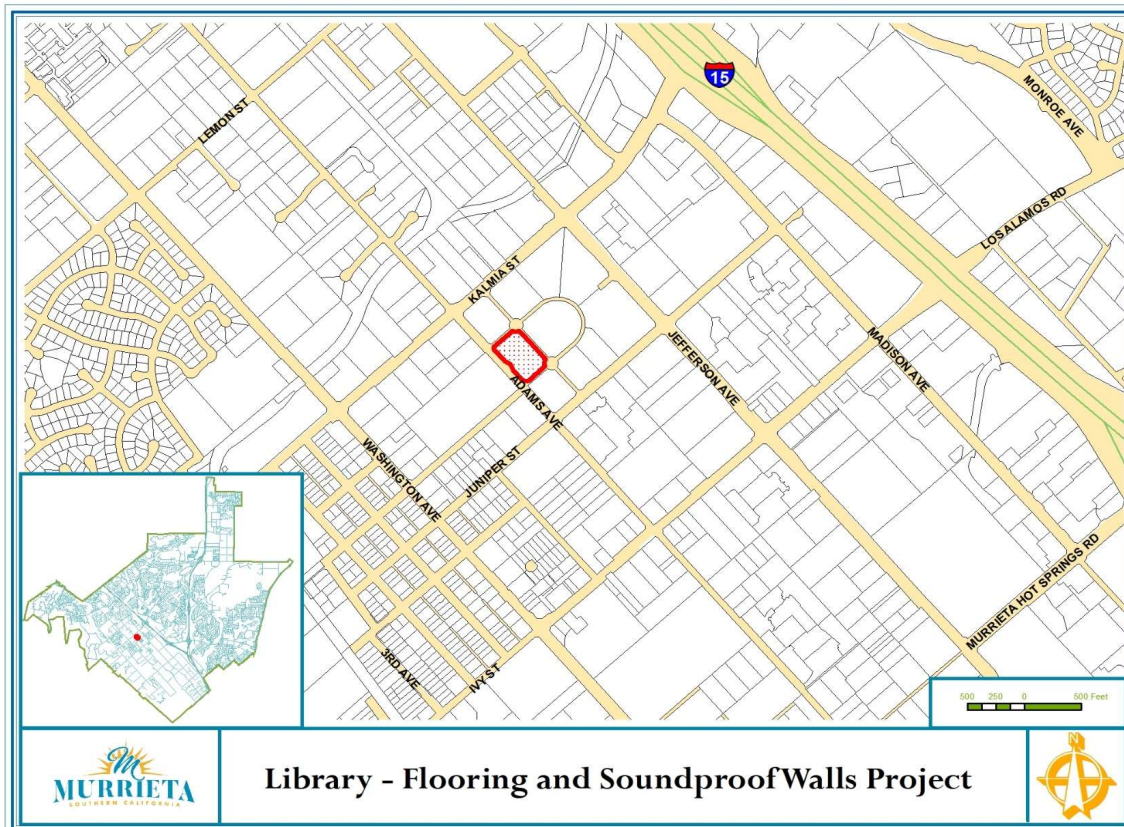 15
MONROE AVE
LEMON ST
LOS ALAMOS RD
KALMIA ST
JEFFERSON AVE
MADISON AVE
ADAMS AVE
WASHINGTON AVE
JUNIPER ST
MURRIETA HOT SPRINGS RD
3RD AVE
IVY ST
500 250 0 500 Feet
M
MURRIETA
SOUTHERN CALIFORNIA
Library - Flooring and Soundproof Walls Project
N